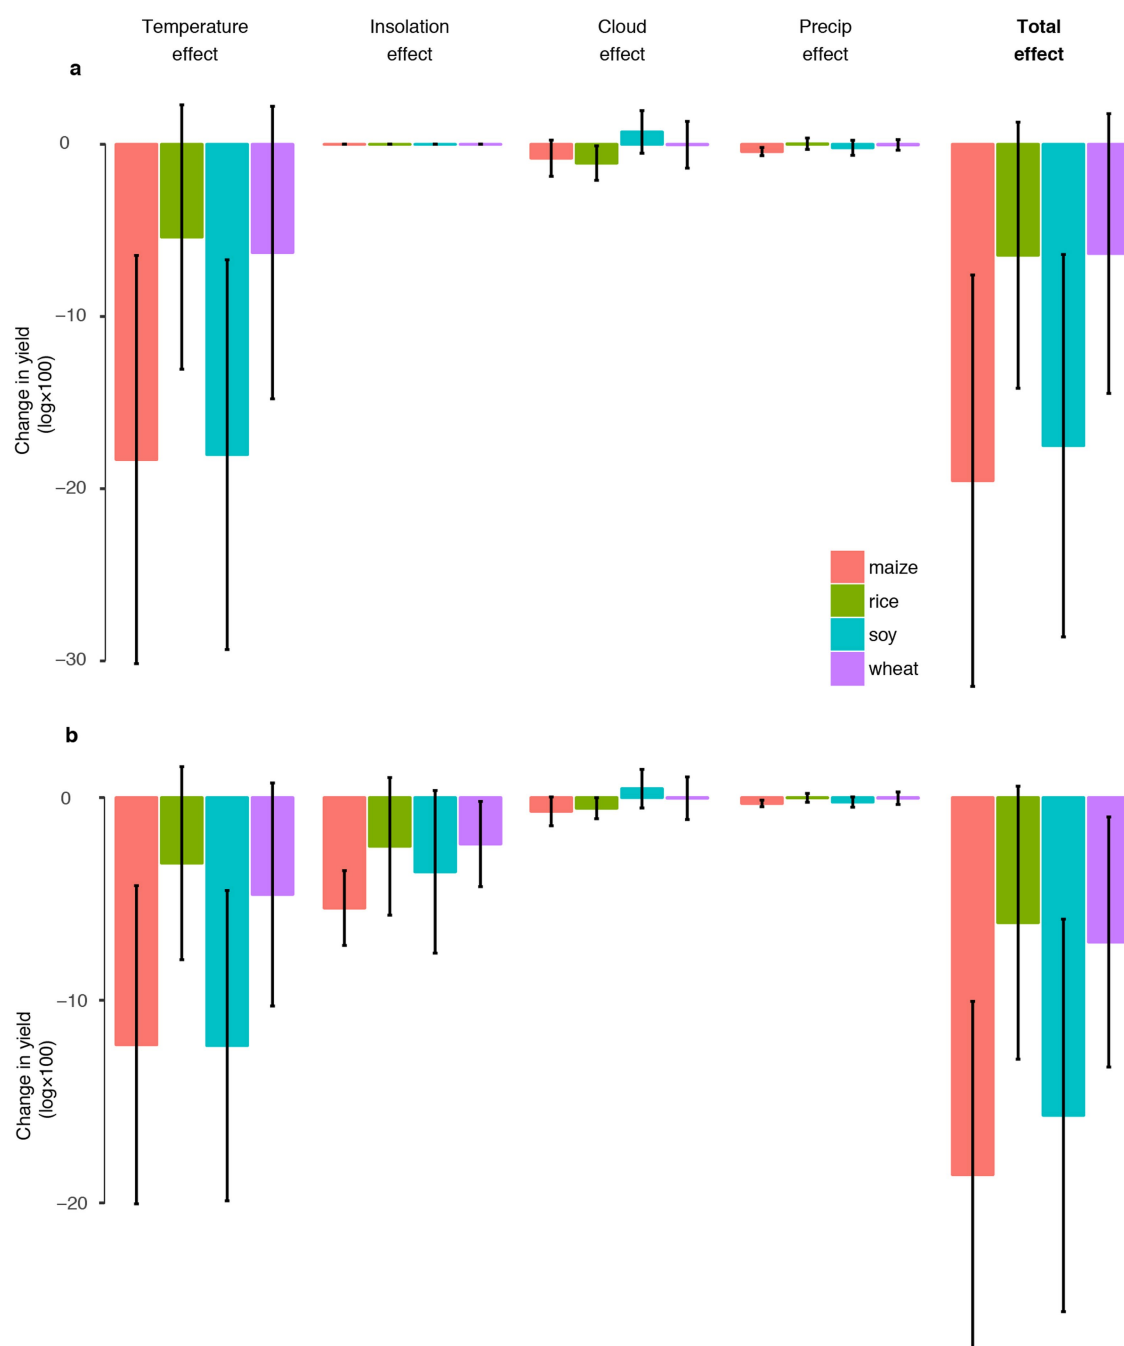 Temperature effect
Insolation effect
Cloud effect
Precip effect
Total effect
a
0
−10
−20
−30
Change in yield
(log×100)
maize
rice
soy
wheat
b
0
−10
−20
Change in yield
(log×100)